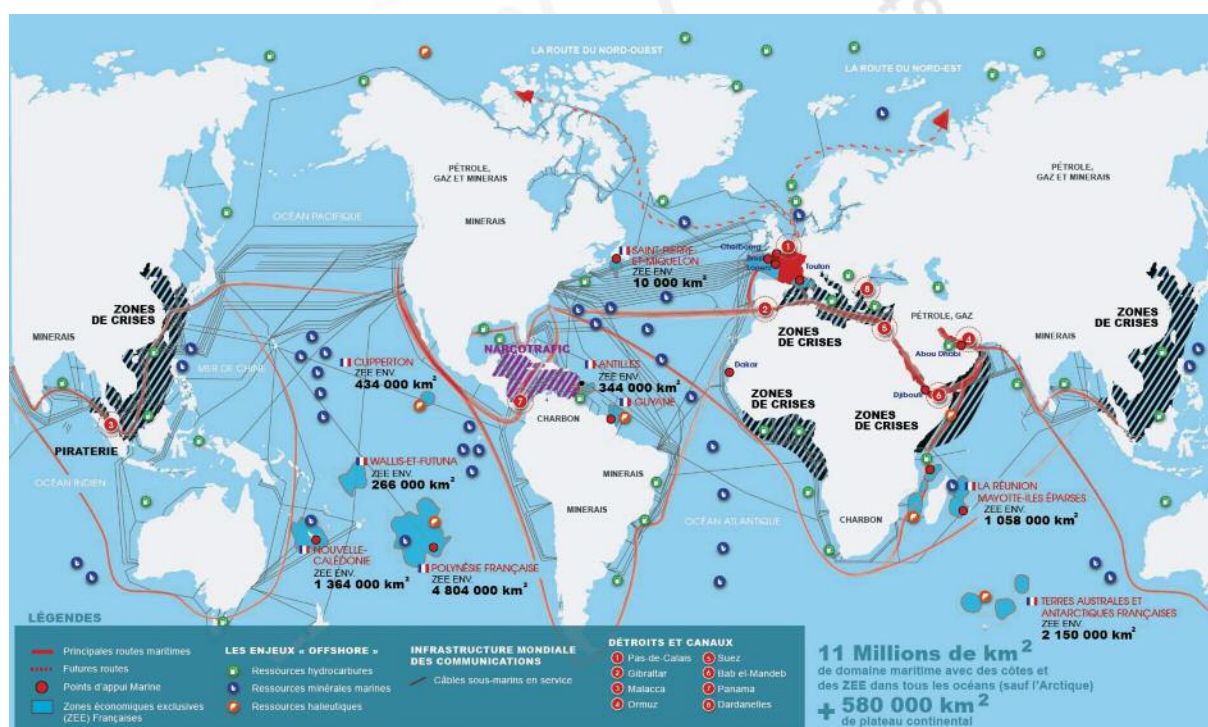 LA ROUTE DU NORD-OUEST
LA ROUTE DU NORD-EST
PÉTROLE,
GAZ ET MINERAIS
PÉTROLE,
GAZ ET MINERAIS
MINERAIS
OCÉAN PACIFIQUE
Cherbourg
Brest
Lorient
Toulon
1
SAINT-PIERRE-
ET-MIQUELON
ZEE ENV.
10 000 km²
8
2
5
ZONES
DE CRISES
ZONES
DE CRISES
ZONES
DE CRISES
PÉTROLE, GAZ
4
Abou Dhabi
MINERAIS
MINERAIS
MER DE CHINE
CLIPPERTON
ZEE ENV.
434 000 km²
NARCOTRAFIC
7
ANTILLES
ZEE ENV.
344 000 km²
GUYANE
CHARBON
Dakar
Djibouti
6
ZONES
DE CRISES
ZONES
DE CRISES
3
PIRATERIE
OCÉAN INDIEN
WALLIS-ET-FUTUNA
ZEE ENV.
266 000 km²
MINERAIS
MINERAIS
OCÉAN ATLANTIQUE
CHARBON
LA RÉUNION
MAYOTTE-ILES ÉPARSES
ZEE ENV.
1 058 000 km²
NOUVELLE-
CALÉDONIE
ZEE ENV.
1 364 000 km²
POLYNÉSIE FRANÇAISE
ZEE ENV.
4 804 000 km²
TERRES AUSTRALES ET
ANTARCTIQUES FRANÇAISES
ZEE ENV.
2 150 000 km²
LÉGENDES
Principales routes maritimes
Futures routes
Points d'appui Marine
Zones économiques exclusives
(ZEE) Françaises
LES ENJEUX « OFFSHORE »
Ressources hydrocarbures
Ressources minérales marines
Ressources halieutiques
INFRASTRUCTURE MONDIALE
DES COMMUNICATIONS
Câbles sous-marins en service
DÉTROITS ET CANAUX
1 Pas-de-Calais
2 Gibraltar
3 Malacca
4 Ormuz
5 Suez
6 Bab el-Mandeb
7 Panama
8 Dardanelles
11 Millions de km²
de domaine maritime avec des côtes et
des ZEE dans tous les océans (sauf l'Arctique)
+ 580 000 km²
de plateau continental